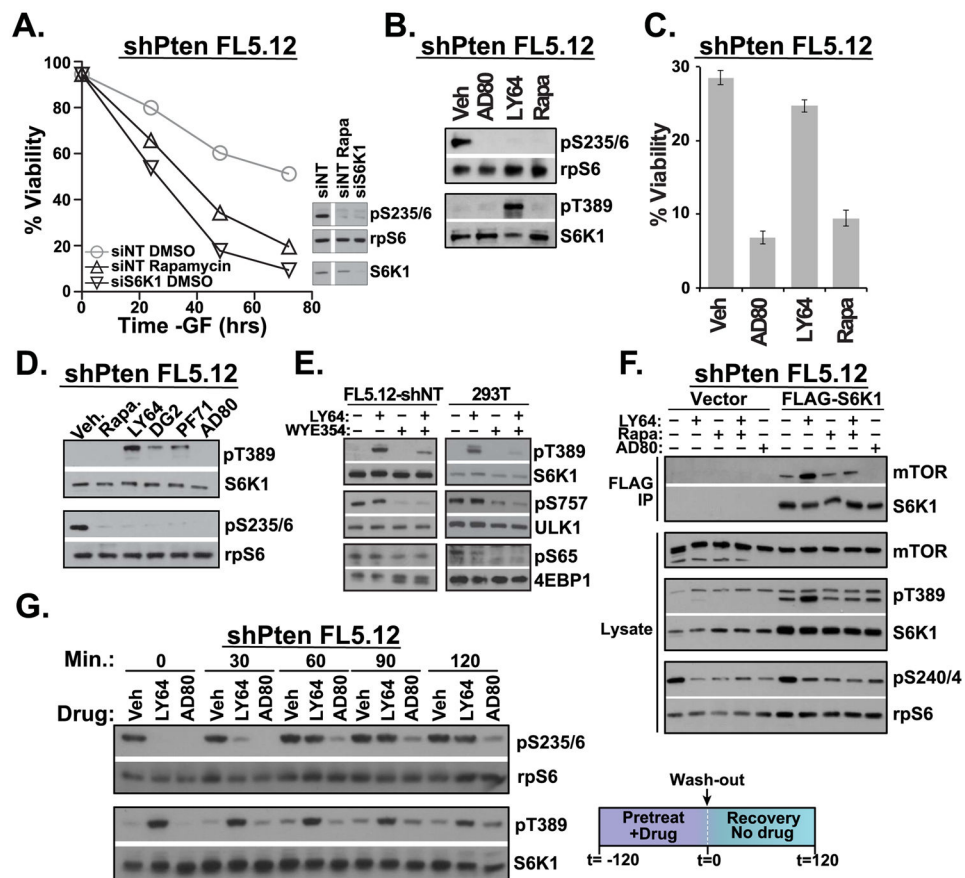 A.
shPten FL5.12
% Viability
100
80
60
40
20
0
0 20 40 60 80
Time -GF (hrs)
siNT DMSO
siNT Rapamycin
siS6K1 DMSO
siNT
siNT Rapa
siS6K1
pS235/6
rpS6
S6K1
B.
shPten FL5.12
Veh AD80 LY64 Rapa
pS235/6
rpS6
pT389
S6K1
C.
shPten FL5.12
% Viability
30
20
10
0
Veh AD80 LY64 Rapa
D.
shPten FL5.12
Veh. Rapa. LY64 DG2 PF71 AD80
pT389
S6K1
pS235/6
rpS6
E.
FL5.12-shNT 293T
LY64: − + − + − + − +
WYE354: − − + + − − + +
pT389
S6K1
pS757
ULK1
pS65
4EBP1
F.
shPten FL5.12
Vector FLAG-S6K1
LY64: − + − + − − + − + −
Rapa: − − + + − − − + + −
AD80: − − − − + − − − − +
FLAG IP
mTOR
S6K1
Lysate
mTOR
pT389
S6K1
pS240/4
rpS6
G.
shPten FL5.12
Min.: 0 30 60 90 120
Drug: Veh LY64 AD80 Veh LY64 AD80 Veh LY64 AD80 Veh LY64 AD80 Veh LY64 AD80
pS235/6
rpS6
pT389
S6K1
Wash-out
Pretreat +Drug
Recovery No drug
t= -120 t=0 t=120